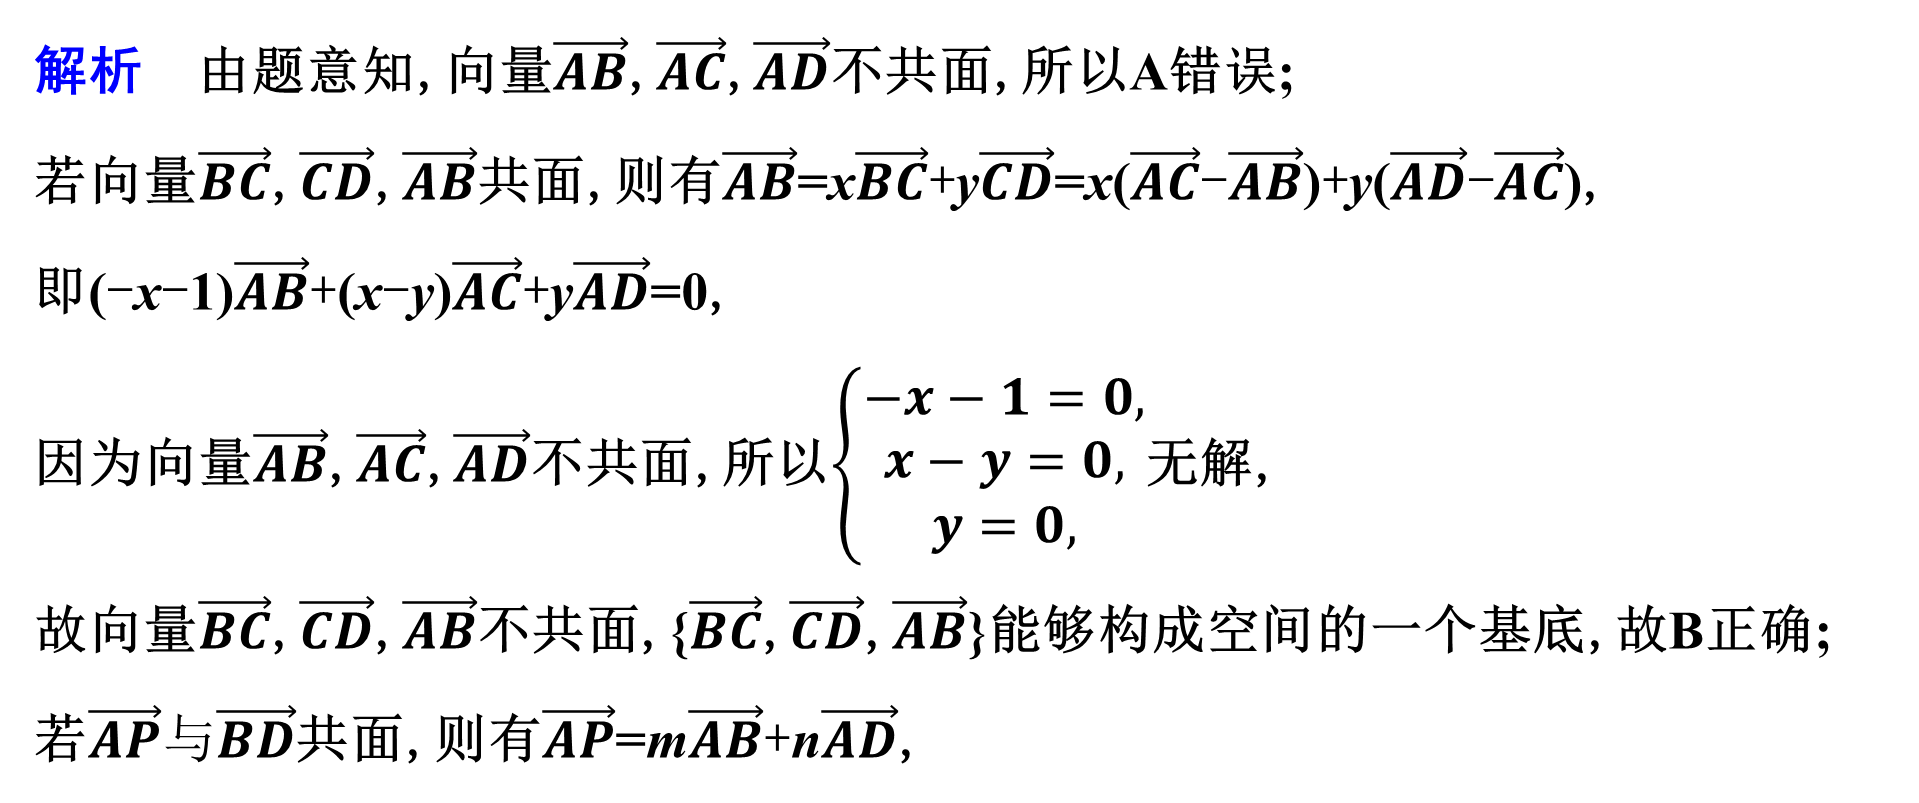 解析 由题意知,向量$\overrightarrow{AB}$,$\overrightarrow{AC}$,$\overrightarrow{AD}$不共面,所以A错误;
若向量$\overrightarrow{BC}$,$\overrightarrow{CD}$,$\overrightarrow{AB}$共面,则有$\overrightarrow{AB}$=x$\overrightarrow{BC}$+y$\overrightarrow{CD}$=x($\overrightarrow{AC}$−$\overrightarrow{AB}$)+y($\overrightarrow{AD}$−$\overrightarrow{AC}$),
即(−x−1)$\overrightarrow{AB}$+(x−y)$\overrightarrow{AC}$+y$\overrightarrow{AD}$=0,
因为向量$\overrightarrow{AB}$,$\overrightarrow{AC}$,$\overrightarrow{AD}$不共面,所以$\begin{cases}-x-1=0,\\x-y=0,\\y=0,\end{cases}$无解,
故向量$\overrightarrow{BC}$,$\overrightarrow{CD}$,$\overrightarrow{AB}$不共面,{$\overrightarrow{BC}$,$\overrightarrow{CD}$,$\overrightarrow{AB}$}能够构成空间的一个基底,故B正确;
若$\overrightarrow{AP}$与$\overrightarrow{BD}$共面,则有$\overrightarrow{AP}$=m$\overrightarrow{AB}$+n$\overrightarrow{AD}$,